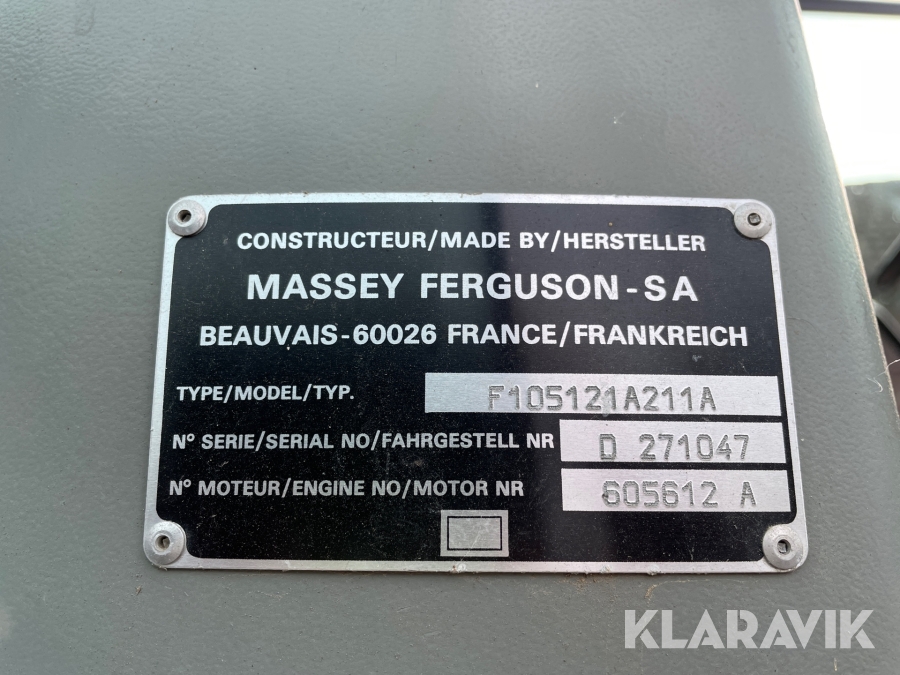 CONSTRUCTEUR/MADE BY/HERSTELLER
MASSEY FERGUSON-SA
BEAUVAIS-60026 FRANCE/FRANKREICH
TYPE/MODEL/TYP. F105121A211A
N° SERIE/SERIAL NO/FAHRGESTELL NR D 271047
N° MOTEUR/ENGINE NO/MOTOR NR 605612 A
KLARAVIK